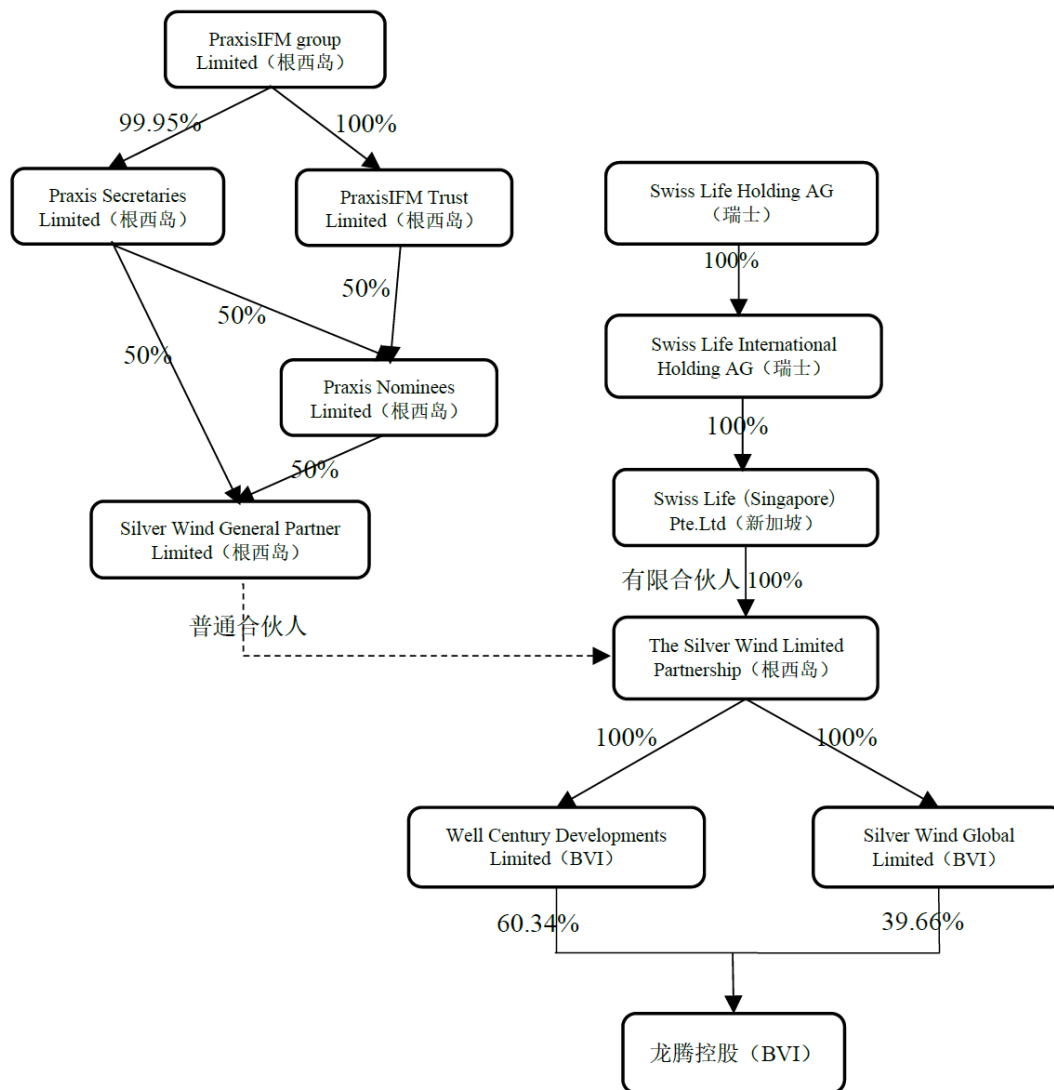 PraxisIFM group
Limited（根西岛）
99.95%
100%
Praxis Secretaries
Limited（根西岛）
PraxisIFM Trust
Limited（根西岛）
Swiss Life Holding AG
（瑞士）
100%
50%
50%
50%
Swiss Life International
Holding AG（瑞士）
Praxis Nominees
Limited（根西岛）
100%
50%
Silver Wind General Partner
Limited（根西岛）
Swiss Life (Singapore)
Pte.Ltd（新加坡）
有限合伙人 100%
普通合伙人
The Silver Wind Limited
Partnership（根西岛）
100%
100%
Well Century Developments
Limited（BVI）
Silver Wind Global
Limited（BVI）
60.34%
39.66%
龙腾控股（BVI）